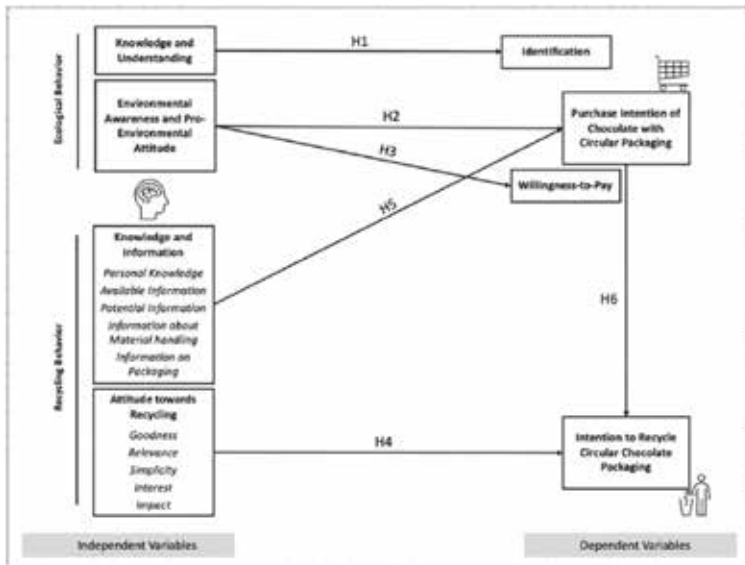 Ecological Behavior
Knowledge and
Understanding
H1
Identification
Environmental
Awareness and Pro-
Environmental
Attitude
H2
H3
Purchase Intention of
Chocolate with
Circular Packaging
Willingness-to-Pay
H5
H6
Recycling Behavior
Knowledge and
Information
Personal Knowledge
Available Information
Potential Information
Information about
Material handling
Information on
Packaging
Attitude towards
Recycling
Goodness
Relevance
Simplicity
Interest
Impact
H4
Intention to Recycle
Circular Chocolate
Packaging
Independent Variables
Dependent Variables